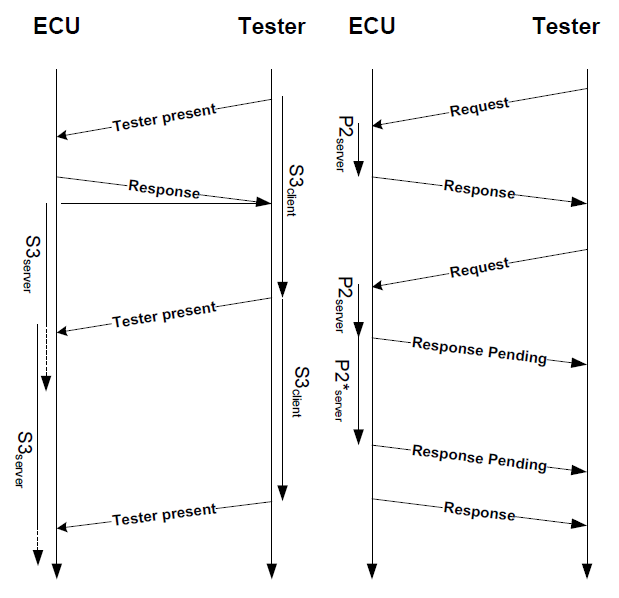 ECU
Tester
Tester present
Response
S3client
S3server
Tester present
S3client
S3server
Tester present
ECU
Tester
Request
P2server
Response
Request
P2server
Response Pending
P2*server
Response Pending
Response